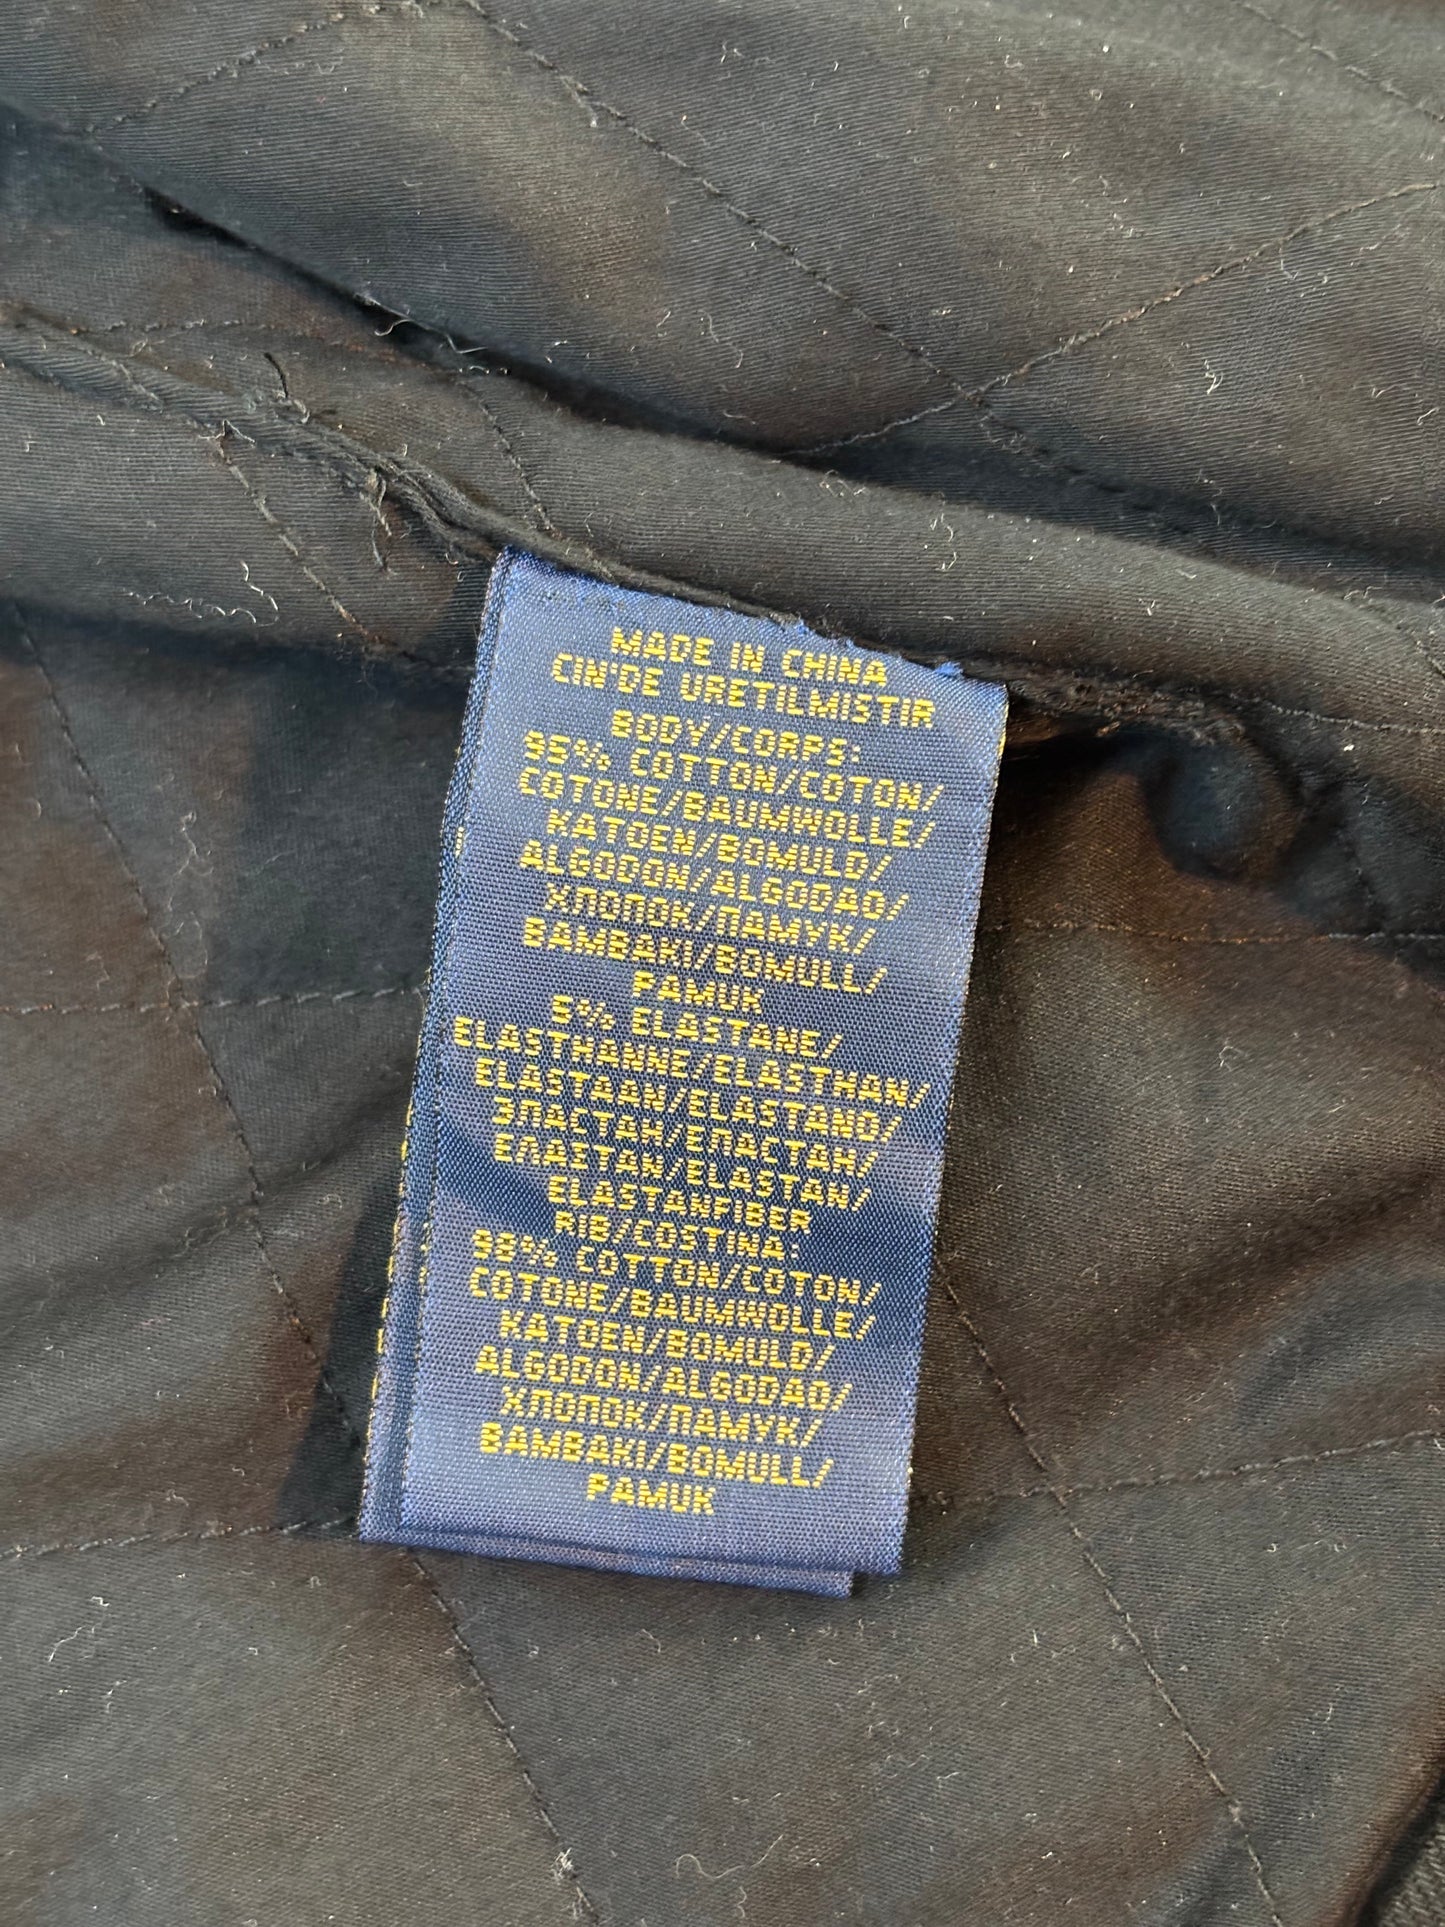 MADE IN CHINA
CIN'DE URETILMISTIR
BODY/CORPS:
95% COTTON/COTON/
COTONE/BAUMWOLLE/
KATOEN/BOMULD/
ALGODON/ALGODAO/
ХЛОПОК/ПАМУК/
BAMBAKI/BOMULL/
PAMUK
5% ELASTANE/
ELASTHANNE/ELASTHAN/
ELASTAAN/ELASTANO/
ЭЛАСТАН/ЕЛАСТАН/
ΕΛΑΣΤΑΝ/ELASTAN/
ELASTANFIBER
RIB/COSTINA:
98% COTTON/COTON/
COTONE/BAUMWOLLE/
KATOEN/BOMULD/
ALGODON/ALGODAO/
ХЛОПОК/ПАМУК/
BAMBAKI/BOMULL/
PAMUK